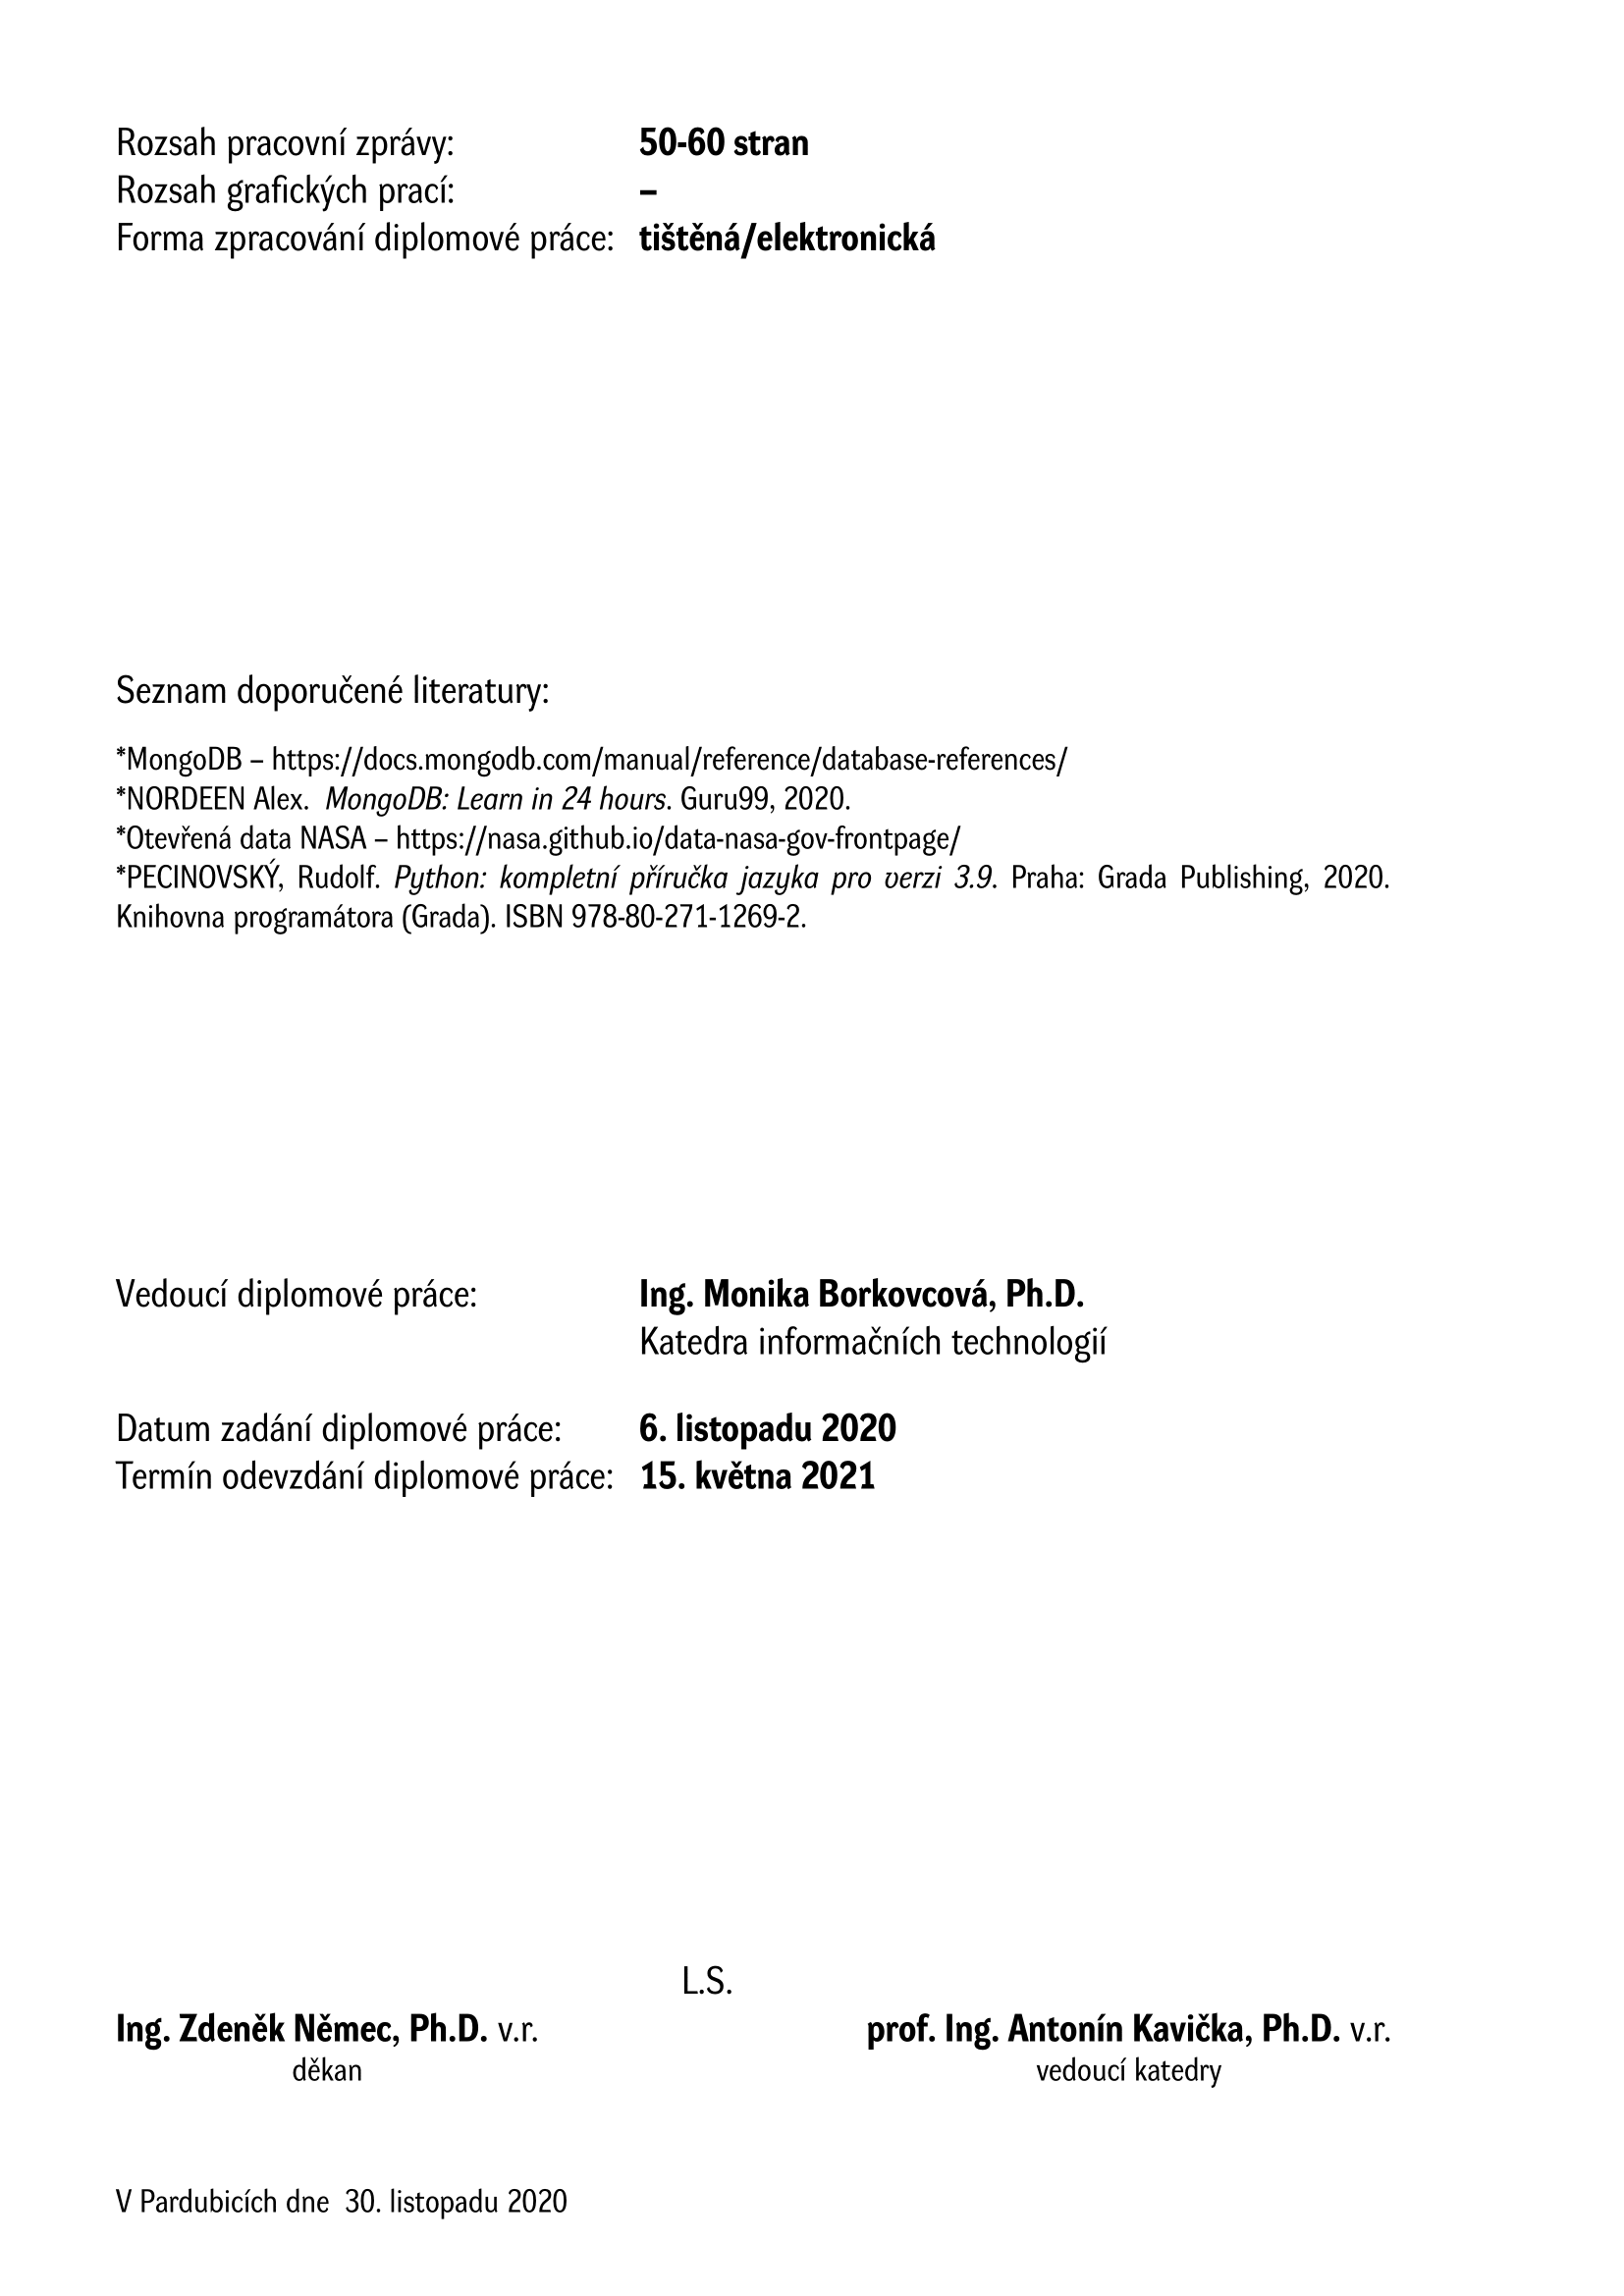 Rozsah pracovní zprávy: 50-60 stran
Rozsah grafických prací: –
Forma zpracování diplomové práce: tištěná/elektronická
Seznam doporučené literatury:
*MongoDB – https://docs.mongodb.com/manual/reference/database-references/
*NORDEEN Alex. MongoDB: Learn in 24 hours. Guru99, 2020.
*Otevřená data NASA – https://nasa.github.io/data-nasa-gov-frontpage/
*PECINOVSKÝ, Rudolf. Python: kompletní příručka jazyka pro verzi 3.9. Praha: Grada Publishing, 2020.
Knihovna programátora (Grada). ISBN 978-80-271-1269-2.
Vedoucí diplomové práce: Ing. Monika Borkovcová, Ph.D.
Katedra informačních technologií
Datum zadání diplomové práce: 6. listopadu 2020
Termín odevzdání diplomové práce: 15. května 2021
L.S.
Ing. Zdeněk Němec, Ph.D. v.r. prof. Ing. Antonín Kavička, Ph.D. v.r.
děkan vedoucí katedry
V Pardubicích dne 30. listopadu 2020